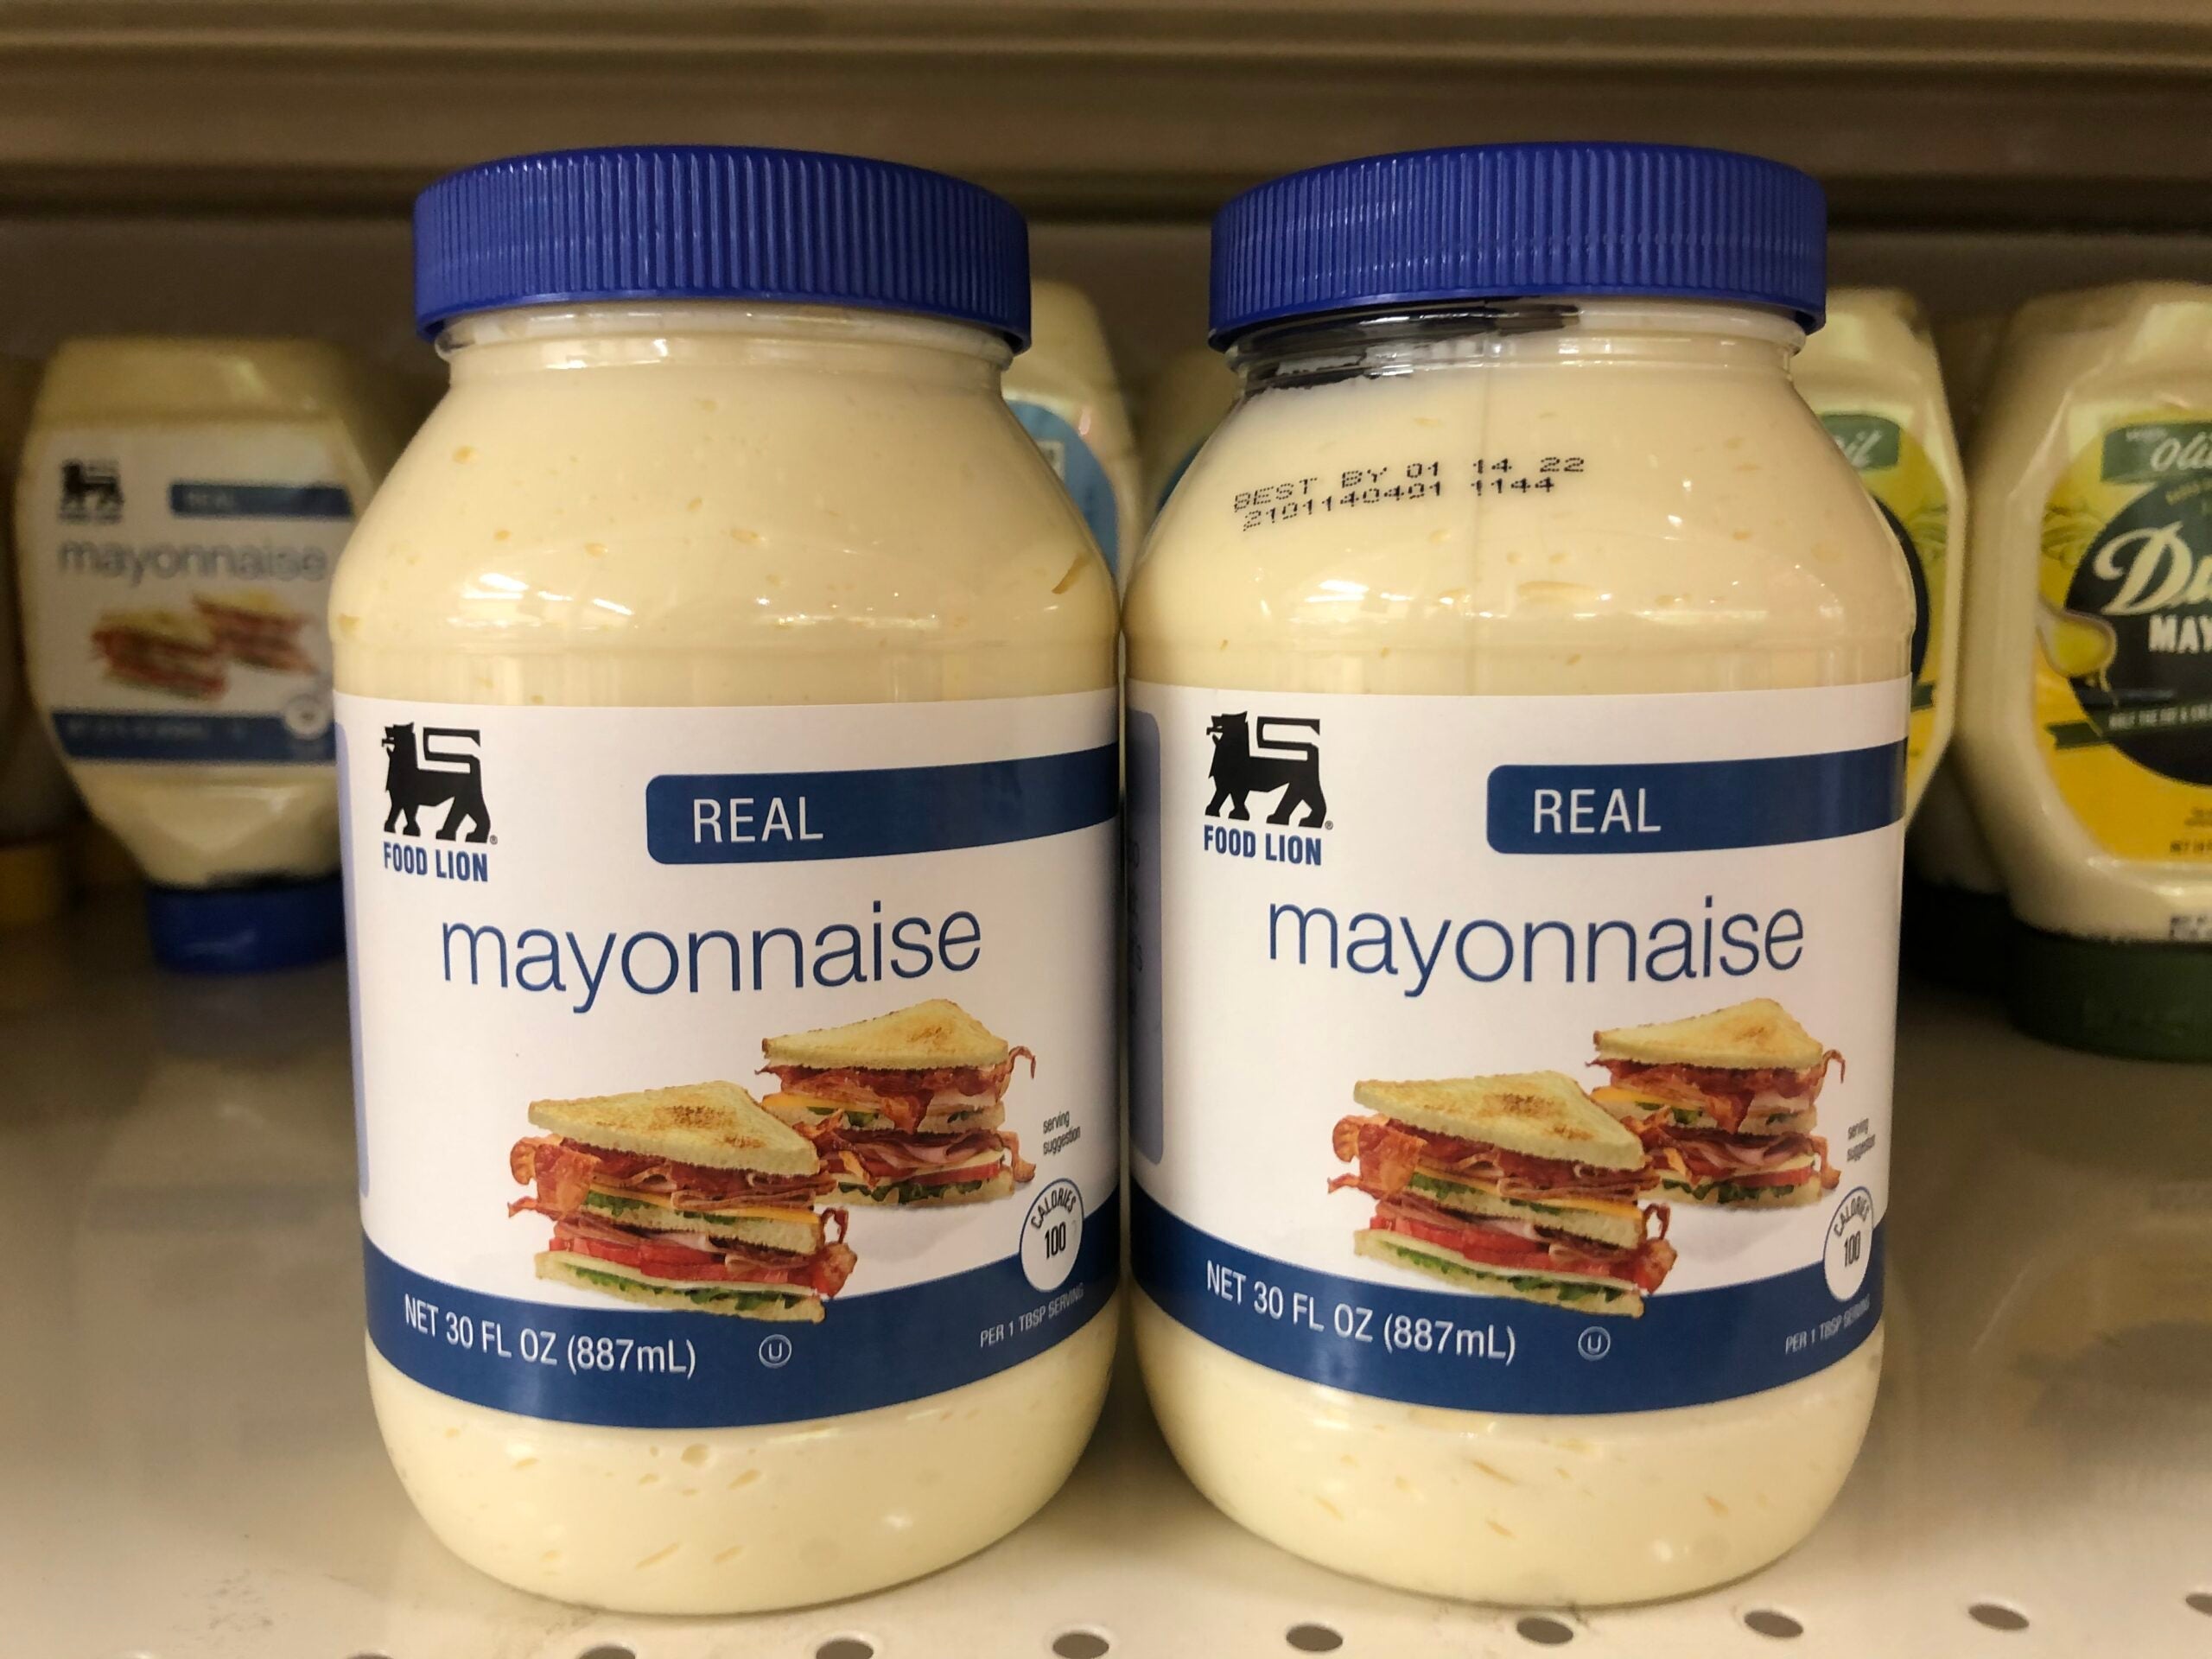 REAL
mayonnaise
FOOD LION
REAL
mayonnaise
serving
suggestion
CALORIES
100
PER 1 TBSP SERVING
NET 30 FL OZ (887mL)
U
BEST BY 01 14 22
2101140401 1144
FOOD LION
REAL
mayonnaise
serving
suggestion
CALORIES
100
PER 1 TBSP SERVING
NET 30 FL OZ (887mL)
U